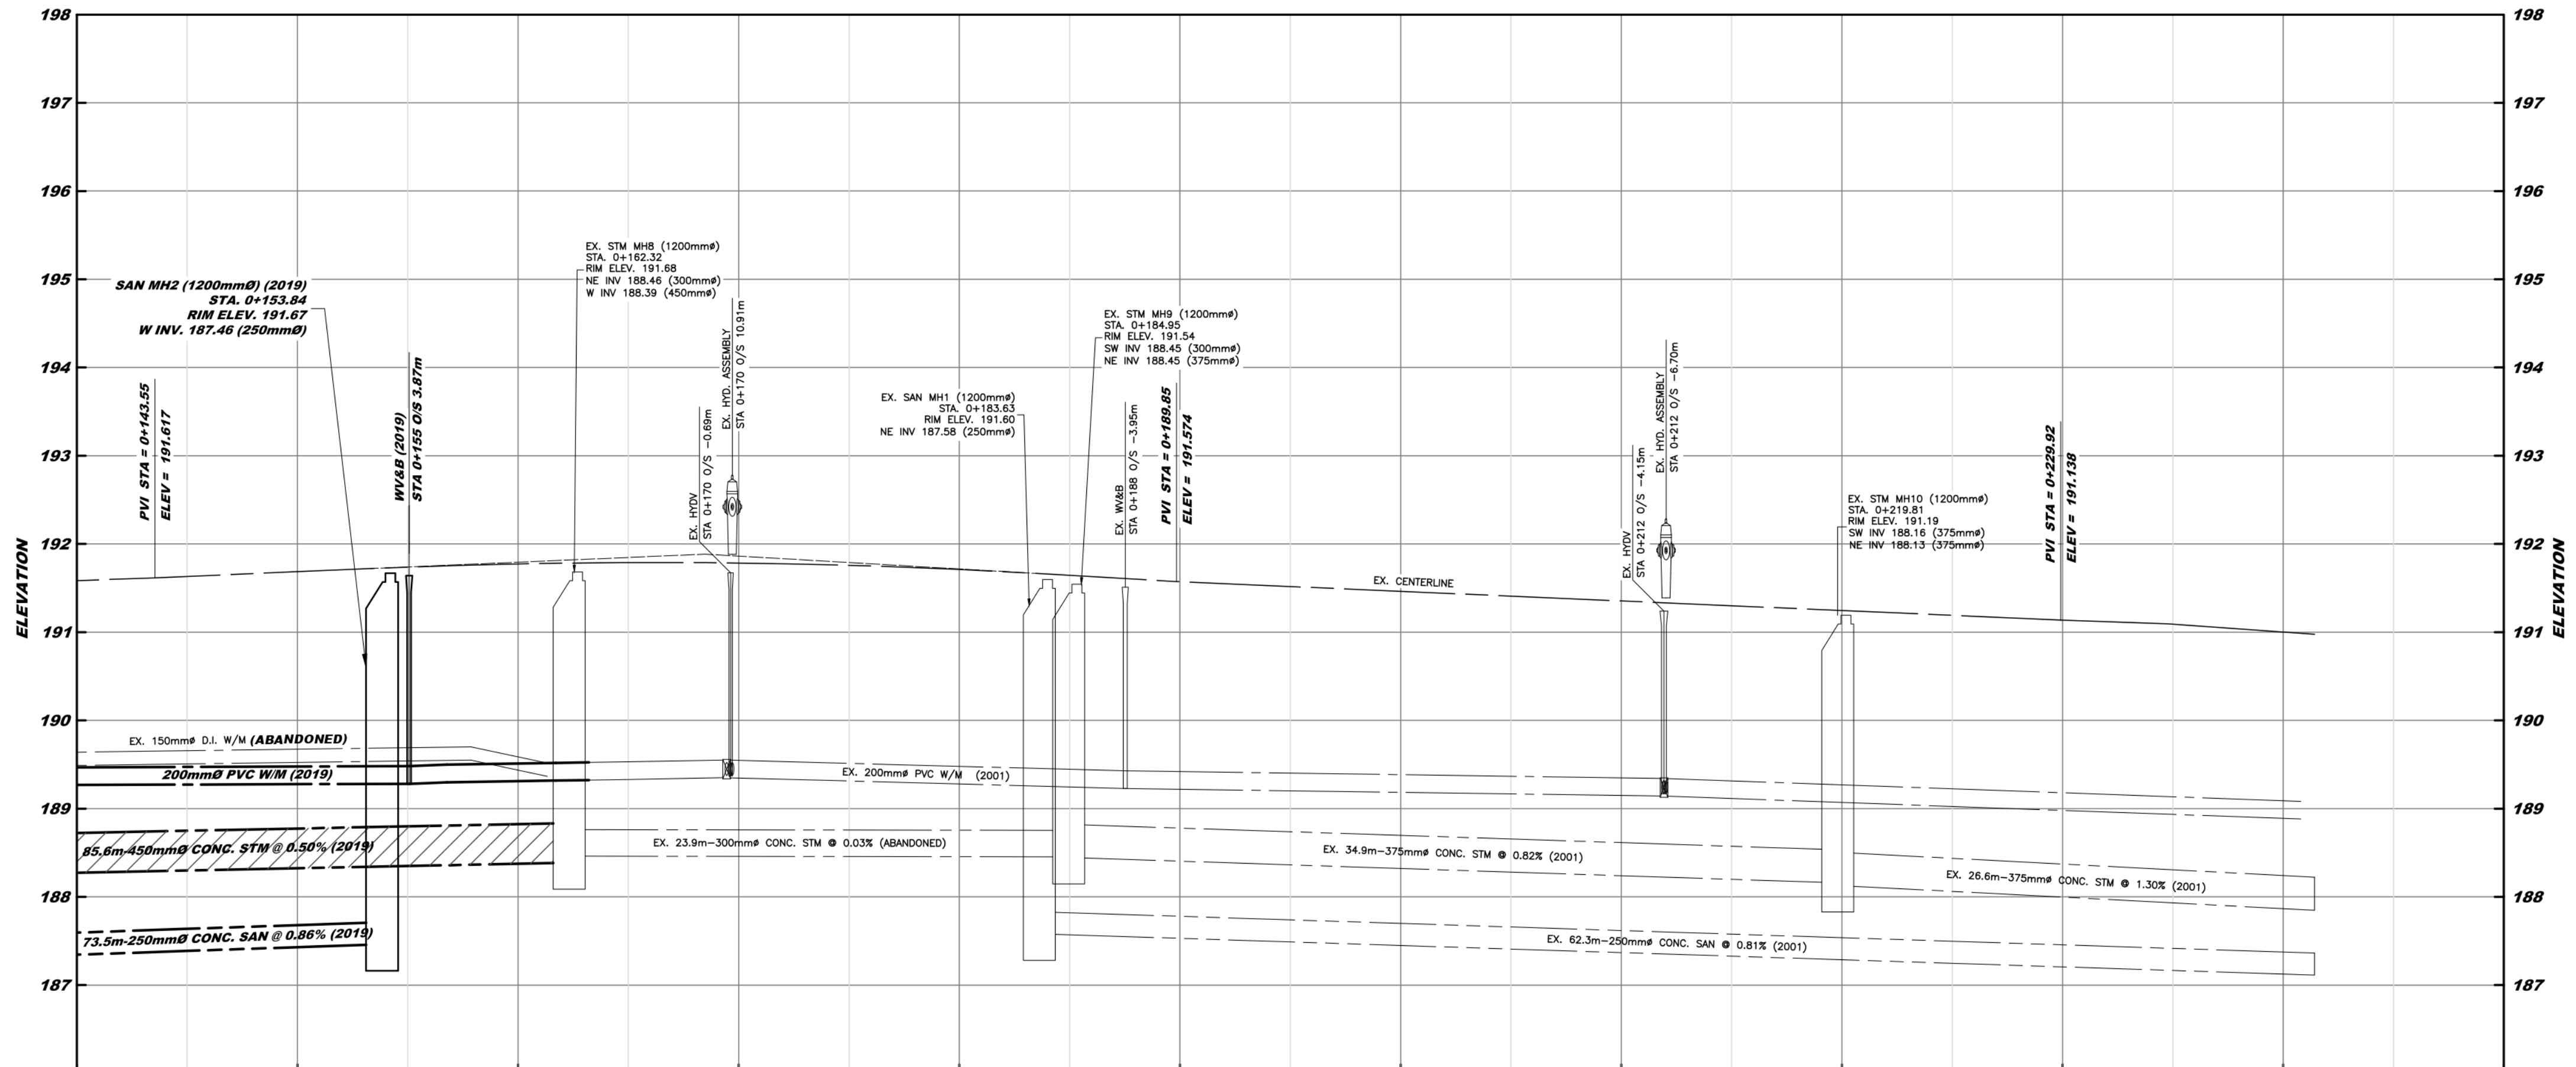 198
198
197
197
196
196
195
195
194
194
193
193
192
192
191
191
190
190
189
189
188
188
187
187
ELEVATION
ELEVATION
PVI STA = 0+143.55
ELEV = 191.617
SAN MH2 (1200mmØ) (2019)
STA. 0+153.84
RIM ELEV. 191.67
W INV. 187.46 (250mmØ)
WV&B (2019)
STA 0+155 O/S 3.87m
EX. STM MH8 (1200mmø)
STA. 0+162.32
RIM ELEV. 191.68
NE INV 188.46 (300mmø)
W INV 188.39 (450mmø)
EX. HYDV
STA 0+170 O/S -0.69m
EX. HYD. ASSEMBLY
STA 0+170 O/S 10.91m
EX. SAN MH1 (1200mmø)
STA. 0+183.63
RIM ELEV. 191.60
NE INV 187.58 (250mmø)
EX. STM MH9 (1200mmø)
STA. 0+184.95
RIM ELEV. 191.54
SW INV 188.45 (300mmø)
NE INV 188.45 (375mmø)
EX. WV&B
STA 0+188 O/S -3.95m
PVI STA = 0+189.85
ELEV = 191.574
EX. CENTERLINE
EX. HYDV
STA 0+212 O/S -4.15m
EX. HYD. ASSEMBLY
STA 0+212 O/S -6.70m
EX. STM MH10 (1200mmø)
STA. 0+219.81
RIM ELEV. 191.19
SW INV 188.16 (375mmø)
NE INV 188.13 (375mmø)
PVI STA = 0+229.92
ELEV = 191.138
EX. 150mmø D.I. W/M (ABANDONED)
200mmØ PVC W/M (2019)
EX. 200mmø PVC W/M (2001)
85.6m-450mmØ CONC. STM @ 0.50% (2019)
EX. 23.9m-300mmø CONC. STM @ 0.03% (ABANDONED)
EX. 34.9m-375mmø CONC. STM @ 0.82% (2001)
EX. 26.6m-375mmø CONC. STM @ 1.30% (2001)
73.5m-250mmØ CONC. SAN @ 0.86% (2019)
EX. 62.3m-250mmø CONC. SAN @ 0.81% (2001)